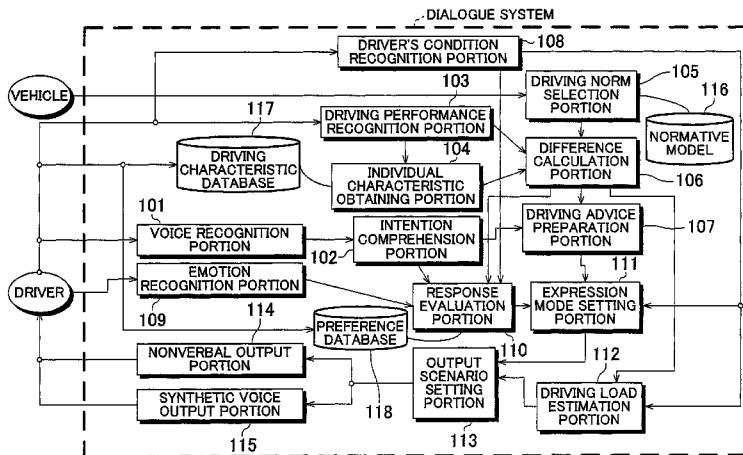 DIALOGUE SYSTEM
DRIVER'S CONDITION
RECOGNITION PORTION
108
VEHICLE
103
DRIVING PERFORMANCE
RECOGNITION PORTION
DRIVING NORM
SELECTION
PORTION
105
116
NORMATIVE
MODEL
117
DRIVING
CHARACTERISTIC
DATABASE
104
INDIVIDUAL
CHARACTERISTIC
OBTAINING PORTION
DIFFERENCE
CALCULATION
PORTION
106
101
VOICE RECOGNITION
PORTION
102
INTENTION
COMPREHENSION
PORTION
DRIVING ADVICE
PREPARATION
PORTION
107
DRIVER
EMOTION
RECOGNITION PORTION
109
RESPONSE
EVALUATION
PORTION
110
111
EXPRESSION
MODE SETTING
PORTION
114
NONVERBAL OUTPUT
PORTION
PREFERENCE
DATABASE
118
OUTPUT
SCENARIO
SETTING
PORTION
113
112
DRIVING LOAD
ESTIMATION
PORTION
SYNTHETIC VOICE
OUTPUT PORTION
115